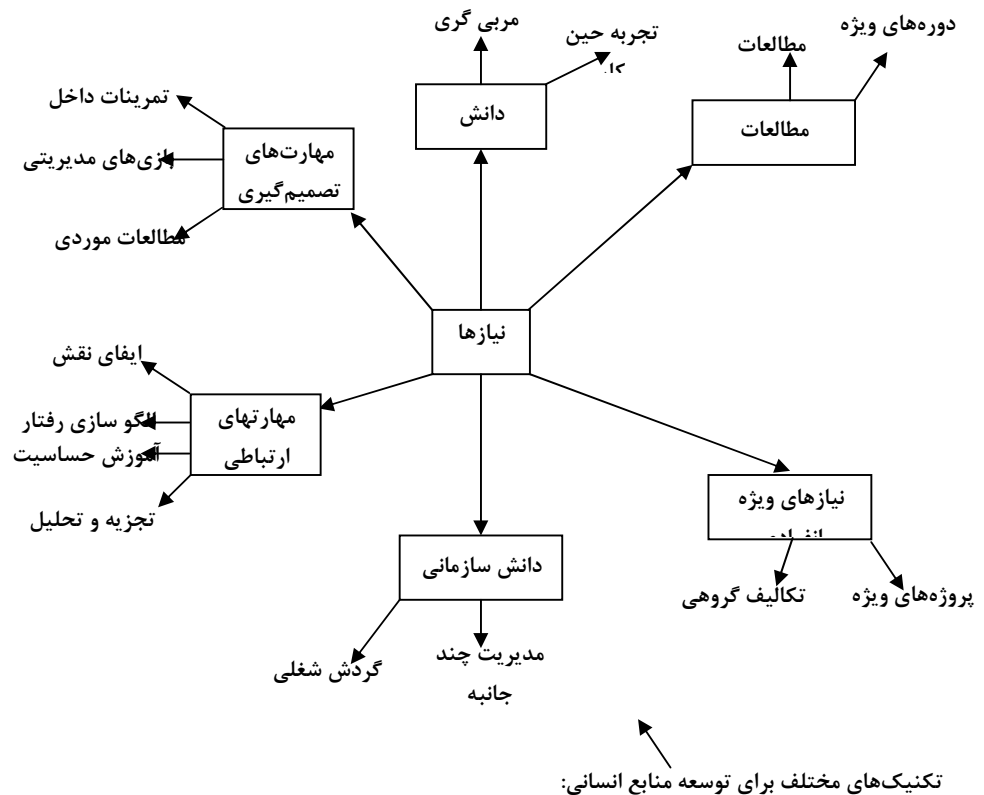 دوره‌های ویژه
مطالعات
مطالعات
تجربه حین
مربی گری
دانش
تمرینات داخل
بازی‌های مدیریتی
مطالعات موردی
مهارت‌های
تصمیم‌گیری
نیازها
ایفای نقش
الگو سازی رفتار
آموزش حساسیت
تجزیه و تحلیل
مهارتهای
ارتباطی
نیازهای ویژه
پروژه‌های ویژه
تکالیف گروهی
دانش سازمانی
مدیریت چند
جانبه
گردش شغلی
تکنیک‌های مختلف برای توسعه منابع انسانی: